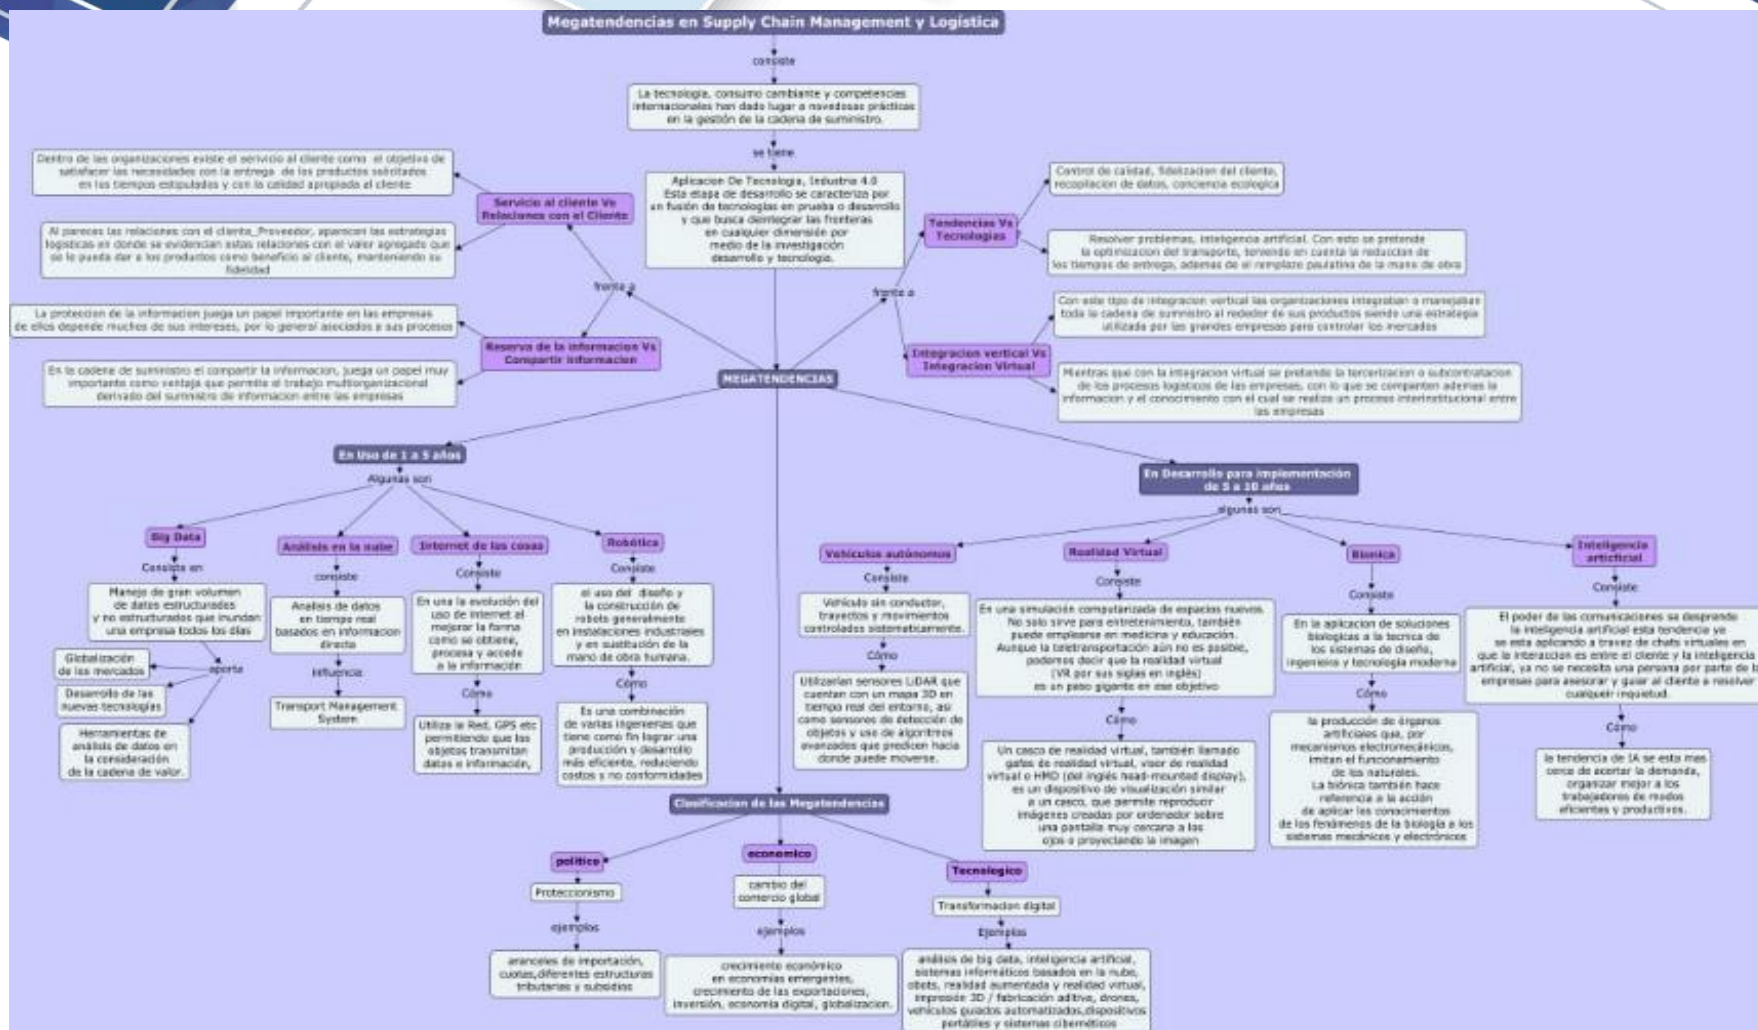 Megatendencias en Supply Chain Management y Logistica
consiste
La tecnologia, consumo cambiante y competencias
internacionales han dado lugar a novedosas prácticas
en la gestión de la cadena de suministro.
se tiene
Aplicacion De Tecnologia, Industria 4.0
Esta etapa de desarrollo se caracteriza por
un fusión de tecnologías en prueba o desarrollo
y que busca deintegrar las fronteras
en cualquier dimensión por
medio de la investigación
desarrollo y tecnología.
Dentro de las organizaciones existe el serivicio al cliente como el objetivo de
satisfacer las necesidades con la entrega de los productos solicitados
en los tiempos estipulados y con la calidad apropiada al cliente
Servicio al cliente Vs
Relaciones con el Cliente
Al pareces las relaciones con el cliente_Proveedor, aparecen las estrategias
logisticas en donde se evidencian estas relaciones con el valor agregado que
se le pueda dar a los productos como beneficio al cliente, manteniendo su
fidelidad
frente a
La proteccion de la informacion juega un papel importante en las empresas
de ellos depende muchos de sus intereses, por lo general asociados a sus procesos
Reserva de la informacion Vs
Compartir informacion
En la cadena de suministro el compartir la informacion, juega un papel muy
importante como ventaja que permite el trabajo multiorganizacional
derivado del suministro de informacion entre las empresas
Control de calidad, fidelizacion del cliente,
recopilacion de datos, conciencia ecologica
Tendencias Vs
Tecnologias
Resolver problemas, inteligencia artificial. Con esto se pretende
la optimizacion del transporte, teniendo en cuenta la reduccion de
los tiempos de entrega, ademas de el remplazo paulatino de la mano de obra
frente a
Con este tipo de integracion vertical las organizaciones integraban o manejaban
toda la cadena de suministro al rededor de sus productos siendo una estrategia
utilizada por las grandes empresas para controlar los mercados
Integracion vertical Vs
Integracion Virtual
Mientras que con la integracion virtual se pretende la tercerizacion o subcontratacion
de los procesos logisticos de las empresas, con lo que se comparten ademas la
informacion y el conocimiento con el cual se realiza un proceso interinstitucional entre
las empresas
MEGATENDENCIAS
En Uso de 1 a 5 años
Algunas son
Big Data
Consiste en
Manejo de gran volumen
de datos estructurados
y no estructurados que inundan
una empresa todos los días
aporta
Globalización
de los mercados
Desarrollo de las
nuevas tecnologías
Herramientas de
análisis de datos en
la consideración
de la cadena de valor.
Análisis en la nube
consiste
Analisis de datos
en tiempo real
basados en informacion
directa
influencia
Transport Management
System
Internet de las cosas
Consiste
En una la evolución del
uso de internet al
mejorar la forma
como se obtiene,
procesa y accede
a la información
Cómo
Utiliza la Red, GPS etc
permitiendo que los
objetos transmitan
datos e información,
Robótica
Consiste
el uso del diseño y
la construcción de
robots generalmente
en instalaciones industriales
y en sustitución de la
mano de obra humana.
Cómo
Es una combinación
de varias ingenierias que
tiene como fin lograr una
producción y desarrollo
más eficiente, reduciendo
costos y no conformidades
En Desarrollo para implementación
de 5 a 10 años
algunas son
Vehículos autónomos
Consiste
Vehículo sin conductor,
trayectos y movimientos
controlados sistematicamente.
Cómo
Utilizarían sensores LiDAR que
cuentan con un mapa 3D en
tiempo real del entorno, asi
como sensores de detección de
objetos y uso de algoritmos
avanzados que predicen hacia
donde puede moverse.
Realidad Virtual
Consiste
En una simulación computarizada de espacios nuevos.
No solo sirve para entretenimiento, también
puede emplearse en medicina y educación.
Aunque la teletransportación aún no es posible,
podemos decir que la realidad virtual
(VR por sus siglas en inglés)
es un paso gigante en ese objetivo
Cómo
Un casco de realidad virtual, también llamado
gafas de realidad virtual, visor de realidad
virtual o HMD (del inglés head-mounted display),
es un dispositivo de visualización similar
a un casco, que permite reproducir
imágenes creadas por ordenador sobre
una pantalla muy cercana a los
ojos o proyectando la imagen
Bionica
Consiste
En la aplicacion de soluciones
biologicas a la tecnica de
los sistemas de diseño,
ingenieira y tecnología moderna
Cómo
la producción de órganos
artificiales que, por
mecanismos electromecánicos,
imitan el funcionamiento
de los naturales.
La biónica también hace
referencia a la acción
de aplicar los conocimientos
de los fenómenos de la biología a los
sistemas mecánicos y electrónicos
Inteligencia
articficial
Consiste
El poder de las comunicaciones se desprende
la inteligencia artificial esta tendencia ya
se esta aplicando a travez de chats virtuales en
que la interaccion es entre el cliente y la inteligencia
artificial, ya no se necesita una persona por parte de la
empresas para asesorar y guiar al cliente a resolver
cualquier inquietud.
Cómo
la tendencia de IA se esta mas
cerca de acertar la demanda,
organizar mejor a los
trabajadores de modos
eficientes y productivos.
Clasificacion de las Megatendencias
politico
Proteccionismo
ejemplos
aranceles de importación,
cuotas,diferentes estructuras
tributarias y subsidios
economico
cambio del
comercio global
ejemplos
crecimiento económico
en economías emergentes,
crecimiento de las exportaciones,
inversión, economía digital, globalizacion.
Tecnologico
Transformacion digital
Ejemplos
análisis de big data, inteligencia artificial,
sistemas informáticos basados en la nube,
obots, realidad aumentada y realidad virtual,
impresión 3D / fabricación aditiva, drones,
vehículos guiados automatizados,dispositivos
portátiles y sistemas cibernéticos